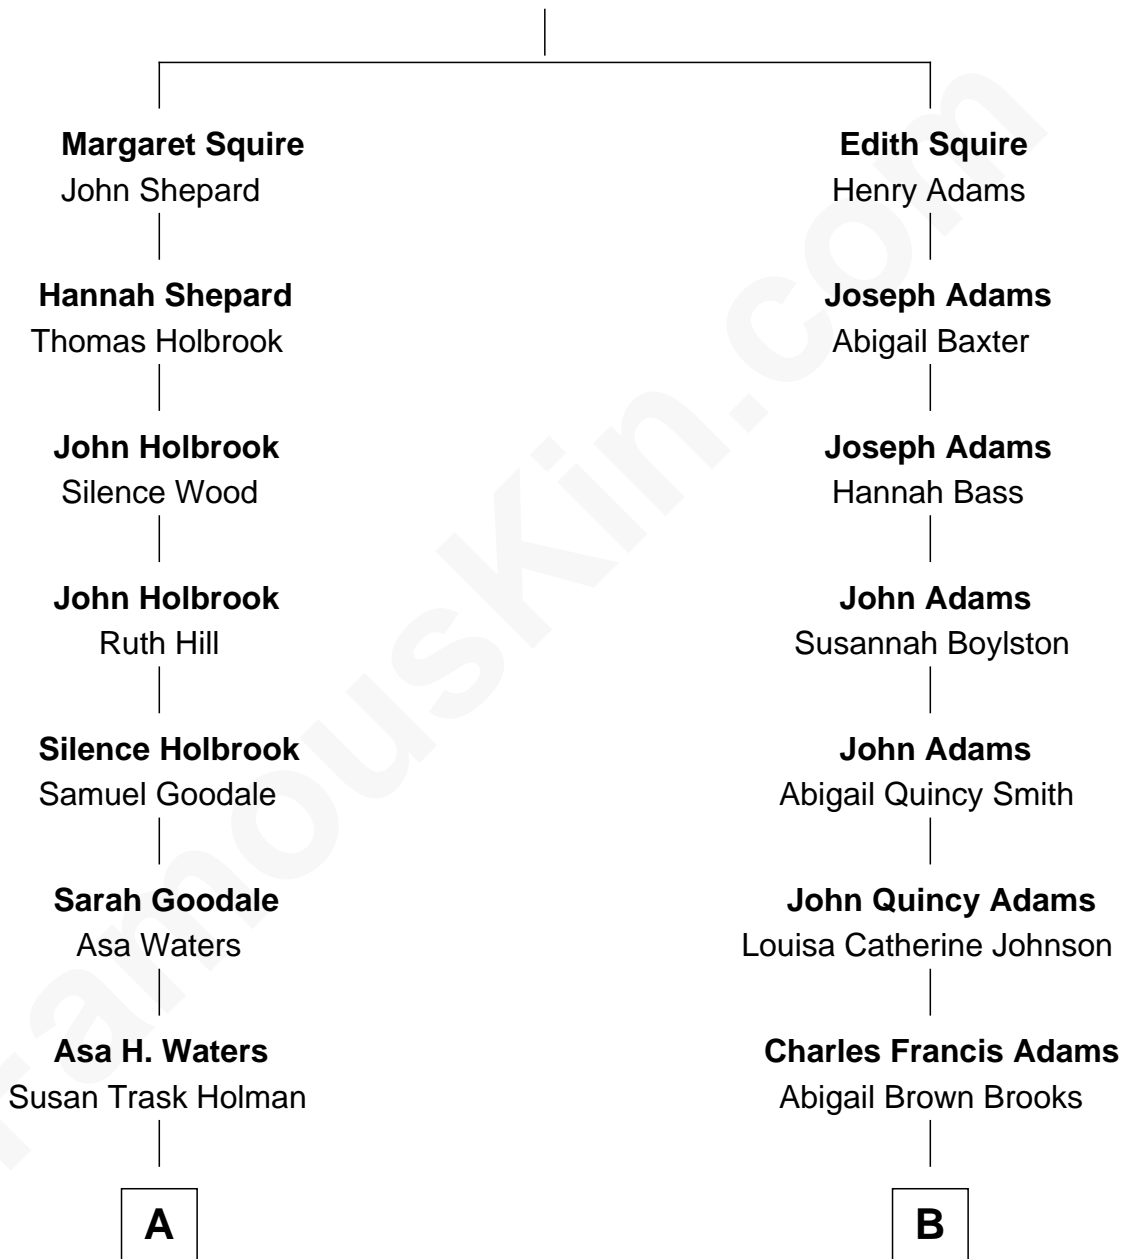 Margaret Squire
John Shepard
Hannah Shepard
Thomas Holbrook
John Holbrook
Silence Wood
John Holbrook
Ruth Hill
Silence Holbrook
Samuel Goodale
Sarah Goodale
Asa Waters
Asa H. Waters
Susan Trask Holman
A
Edith Squire
Henry Adams
Joseph Adams
Abigail Baxter
Joseph Adams
Hannah Bass
John Adams
Susannah Boylston
John Adams
Abigail Quincy Smith
John Quincy Adams
Louisa Catherine Johnson
Charles Francis Adams
Abigail Brown Brooks
B
FamousKin.com